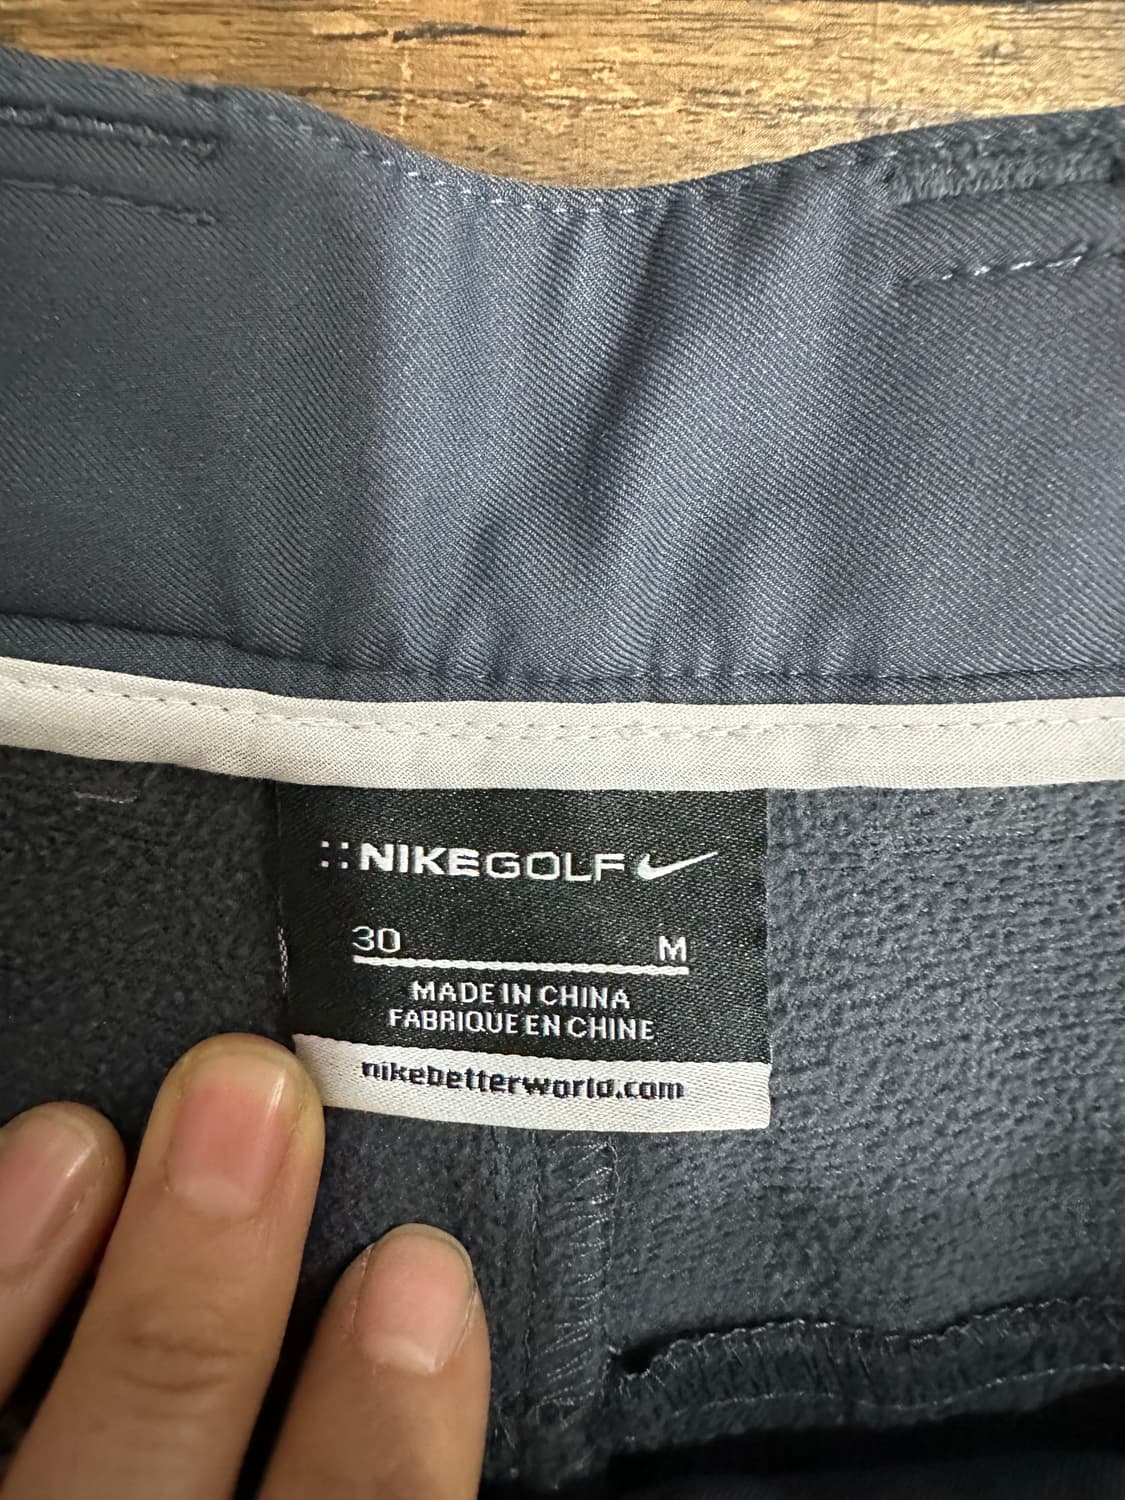 NIKEGOLF
30 M
MADE IN CHINA
FABRIQUE EN CHINE
nikebetterworld.com